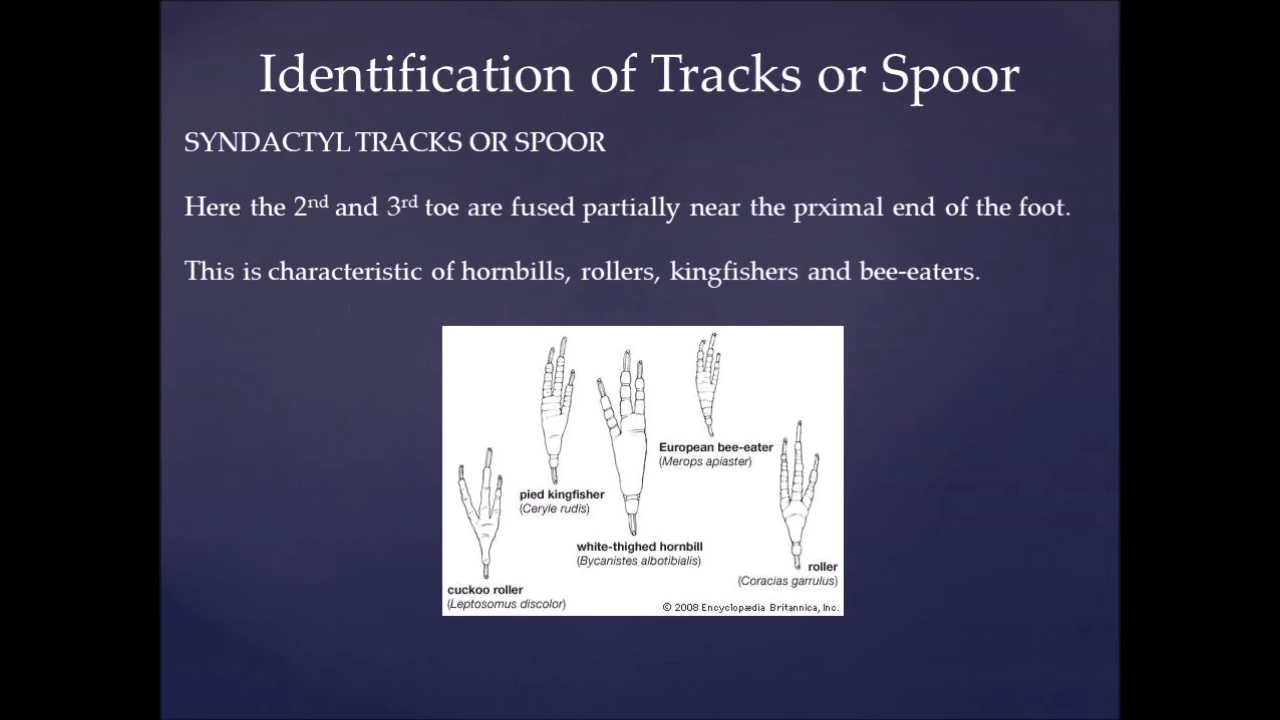 Identification of Tracks or Spoor
SYNDACTYL TRACKS OR SPOOR
Here the 2nd and 3rd toe are fused partially near the prximal end of the foot.
This is characteristic of hornbills, rollers, kingfishers and bee-eaters.
European bee-eater
(Merops apiaster)
pied kingfisher
(Ceryle rudis)
white-thighed hornbill
(Bycanistes albotibialis)
roller
(Coracias garrulus)
cuckoo roller
(Leptosomus discolor)
© 2008 Encyclopædia Britannica, Inc.